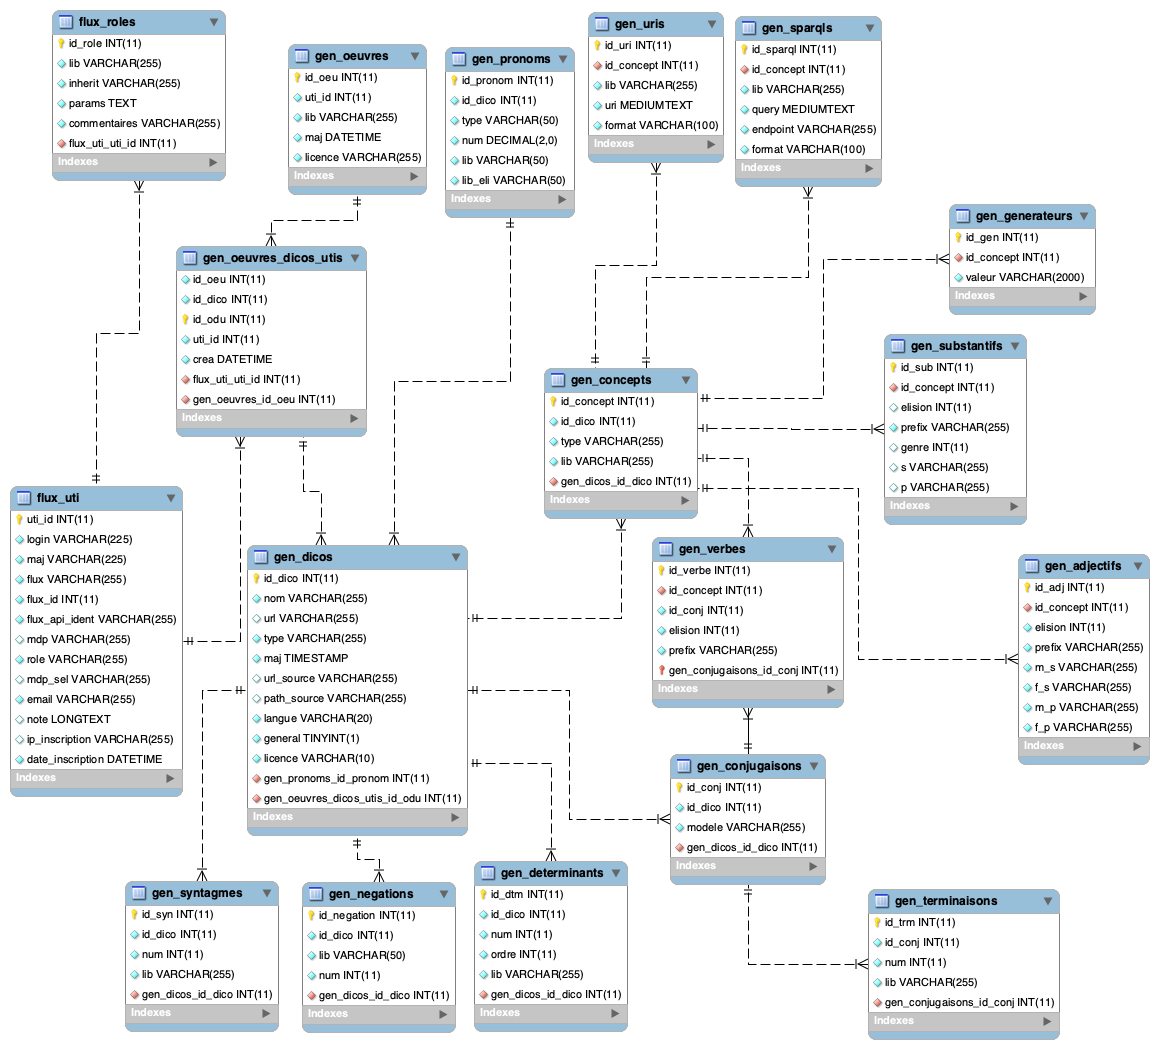 flux_roles
id_role INT(11)
lib VARCHAR(255)
inherit VARCHAR(255)
params TEXT
commentaires VARCHAR(255)
flux_uti_uti_id INT(11)
Indexes
gen_oeuvres
id_oeu INT(11)
uti_id INT(11)
lib VARCHAR(255)
maj DATETIME
licence VARCHAR(255)
Indexes
gen_pronoms
id_pronom INT(11)
id_dico INT(11)
type VARCHAR(50)
num DECIMAL(2,0)
lib VARCHAR(50)
lib_eli VARCHAR(50)
Indexes
gen_uris
id_uri INT(11)
id_concept INT(11)
lib VARCHAR(255)
uri MEDIUMTEXT
format VARCHAR(100)
Indexes
gen_sparqls
id_sparql INT(11)
id_concept INT(11)
lib VARCHAR(255)
query MEDIUMTEXT
endpoint VARCHAR(255)
format VARCHAR(100)
Indexes
gen_generateurs
id_gen INT(11)
id_concept INT(11)
valeur VARCHAR(2000)
Indexes
gen_oeuvres_dicos_utis
id_oeu INT(11)
id_dico INT(11)
id_odu INT(11)
uti_id INT(11)
crea DATETIME
flux_uti_uti_id INT(11)
gen_oeuvres_id_oeu INT(11)
Indexes
gen_substantifs
id_sub INT(11)
id_concept INT(11)
elision INT(11)
prefix VARCHAR(255)
genre INT(11)
s VARCHAR(255)
p VARCHAR(255)
Indexes
gen_concepts
id_concept INT(11)
id_dico INT(11)
type VARCHAR(255)
lib VARCHAR(255)
gen_dicos_id_dico INT(11)
Indexes
flux_uti
uti_id INT(11)
login VARCHAR(225)
maj VARCHAR(225)
flux VARCHAR(255)
flux_id INT(11)
flux_api_ident VARCHAR(255)
mdp VARCHAR(255)
role VARCHAR(255)
mdp_sel VARCHAR(255)
email VARCHAR(255)
note LONGTEXT
ip_inscription VARCHAR(255)
date_inscription DATETIME
Indexes
gen_dicos
id_dico INT(11)
nom VARCHAR(255)
url VARCHAR(255)
type VARCHAR(255)
maj TIMESTAMP
url_source VARCHAR(255)
path_source VARCHAR(255)
langue VARCHAR(20)
general TINYINT(1)
licence VARCHAR(10)
gen_pronoms_id_pronom INT(11)
gen_oeuvres_dicos_utis_id_odu INT(11)
Indexes
gen_verbes
id_verbe INT(11)
id_concept INT(11)
id_conj INT(11)
elision INT(11)
prefix VARCHAR(255)
gen_conjugaisons_id_conj INT(11)
Indexes
gen_adjectifs
id_adj INT(11)
id_concept INT(11)
elision INT(11)
prefix VARCHAR(255)
m_s VARCHAR(255)
f_s VARCHAR(255)
m_p VARCHAR(255)
f_p VARCHAR(255)
Indexes
gen_conjugaisons
id_conj INT(11)
id_dico INT(11)
modele VARCHAR(255)
gen_dicos_id_dico INT(11)
Indexes
gen_syntagmes
id_syn INT(11)
id_dico INT(11)
num INT(11)
lib VARCHAR(255)
gen_dicos_id_dico INT(11)
Indexes
gen_negations
id_negation INT(11)
id_dico INT(11)
lib VARCHAR(50)
num INT(11)
gen_dicos_id_dico INT(11)
Indexes
gen_determinants
id_dtm INT(11)
id_dico INT(11)
num INT(11)
ordre INT(11)
lib VARCHAR(255)
gen_dicos_id_dico INT(11)
Indexes
gen_terminaisons
id_trm INT(11)
id_conj INT(11)
num INT(11)
lib VARCHAR(255)
gen_conjugaisons_id_conj INT(11)
Indexes